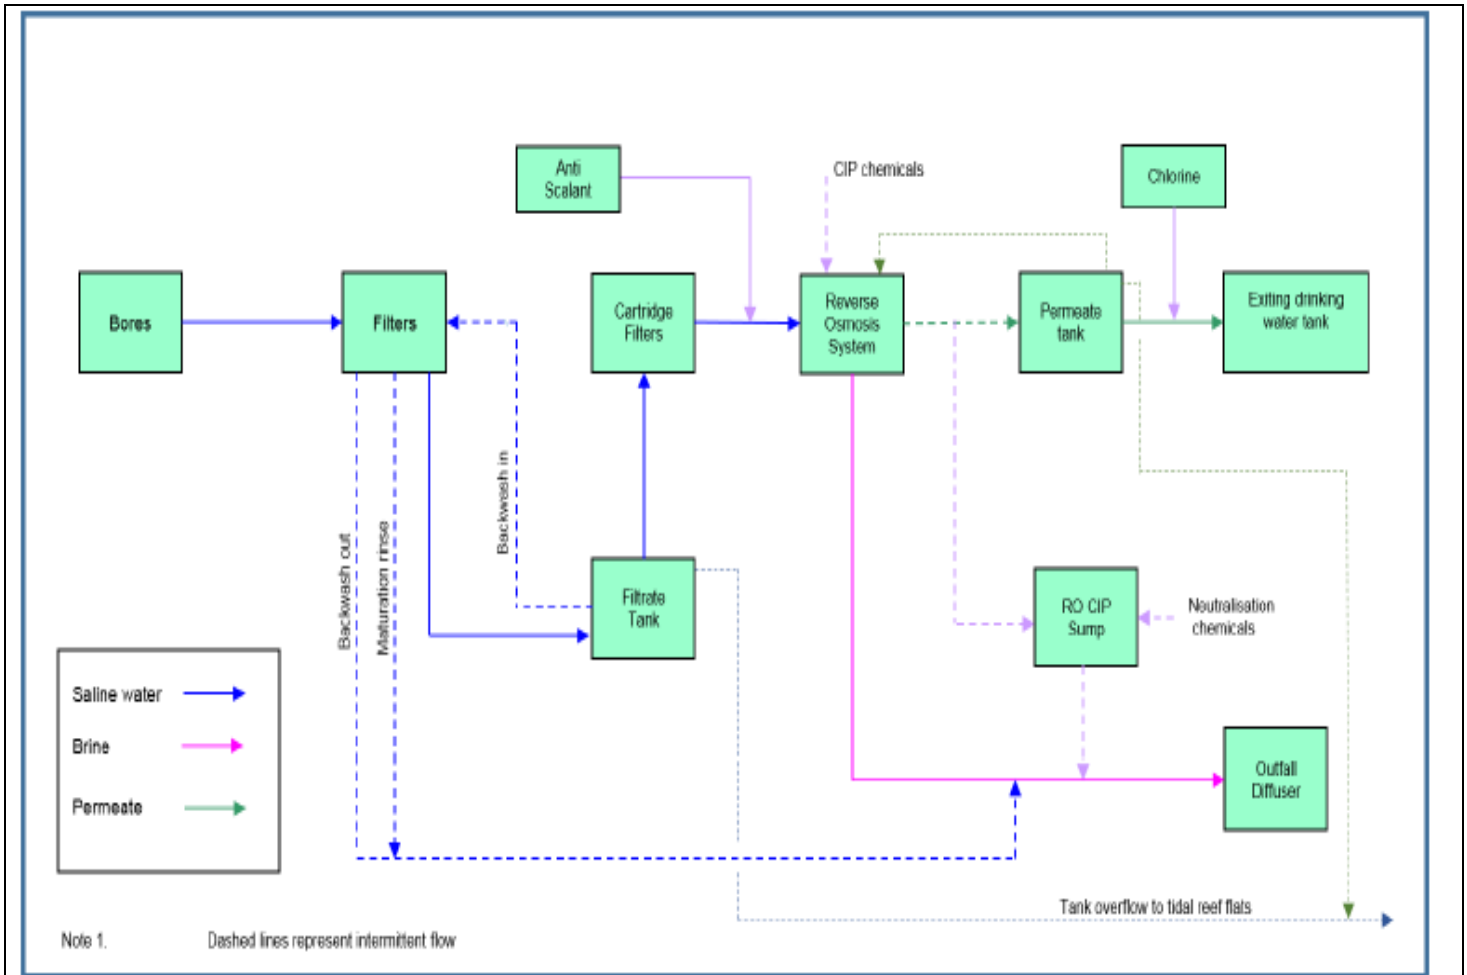 Anti
Scalant
CIP chemicals
Chlorine
Bores
Filters
Cartridge
Filters
Reverse
Osmosis
System
Permeate
tank
Exiting drinking
water tank
Backwash out
Maturation rinse
Backwash in
Filtrate
Tank
RO CIP
Sump
Neutralisation
chemicals
Saline water
Brine
Permeate
Outfall
Diffuser
Tank overflow to tidal reef flats
Note 1. Dashed lines represent intermittent flow